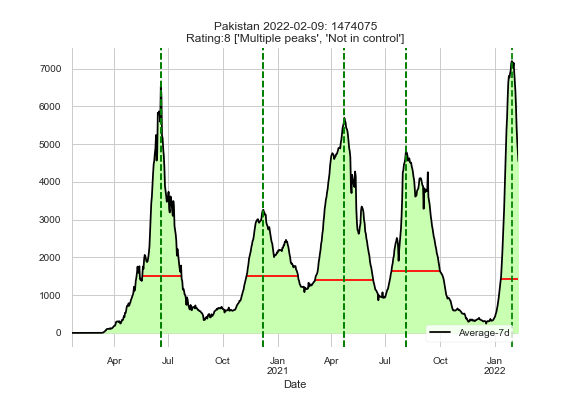 Pakistan 2022-02-09: 1474075
Rating:8 ['Multiple peaks', 'Not in control']
7000
6000
5000
4000
3000
2000
1000
0
Average-7d
Apr Jul Oct Jan Apr Jul Oct Jan
2021 2022
Date